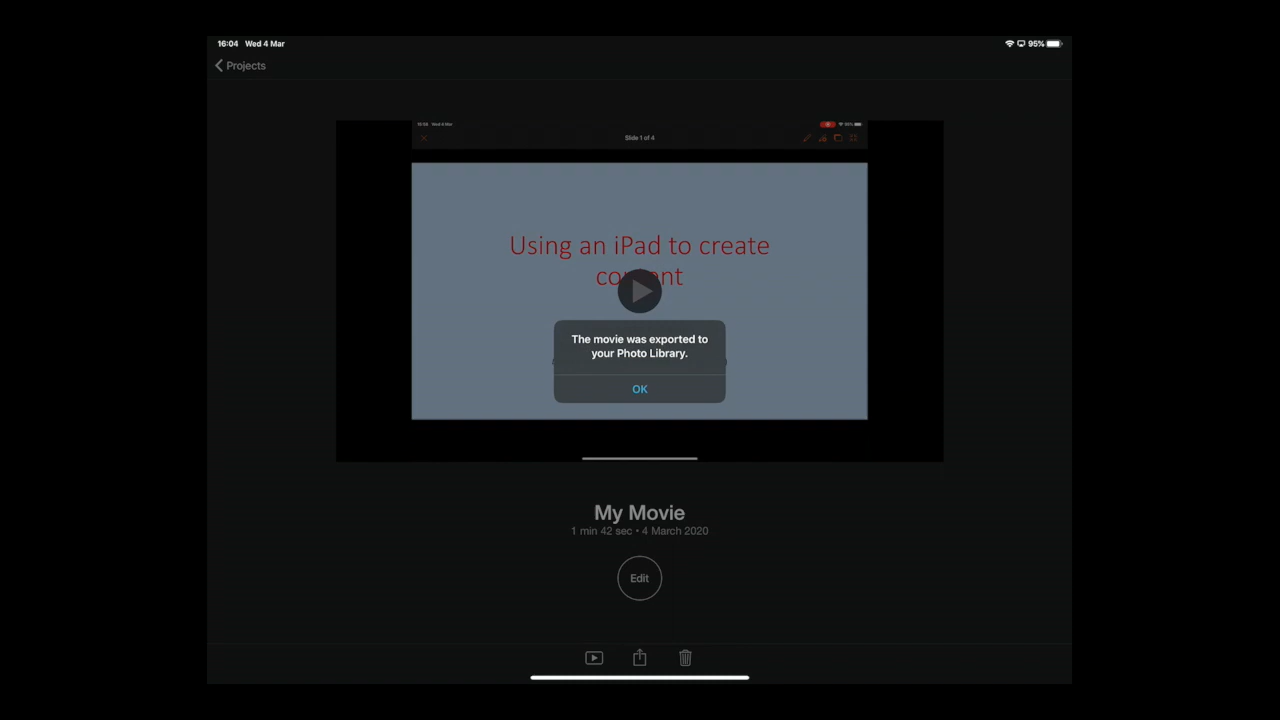 16:04 Wed 4 Mar
95%
Projects
Slide 1 of 4
Using an iPad to create
The movie was exported to
your Photo Library.
OK
My Movie
1 min 42 sec • 4 March 2020
Edit